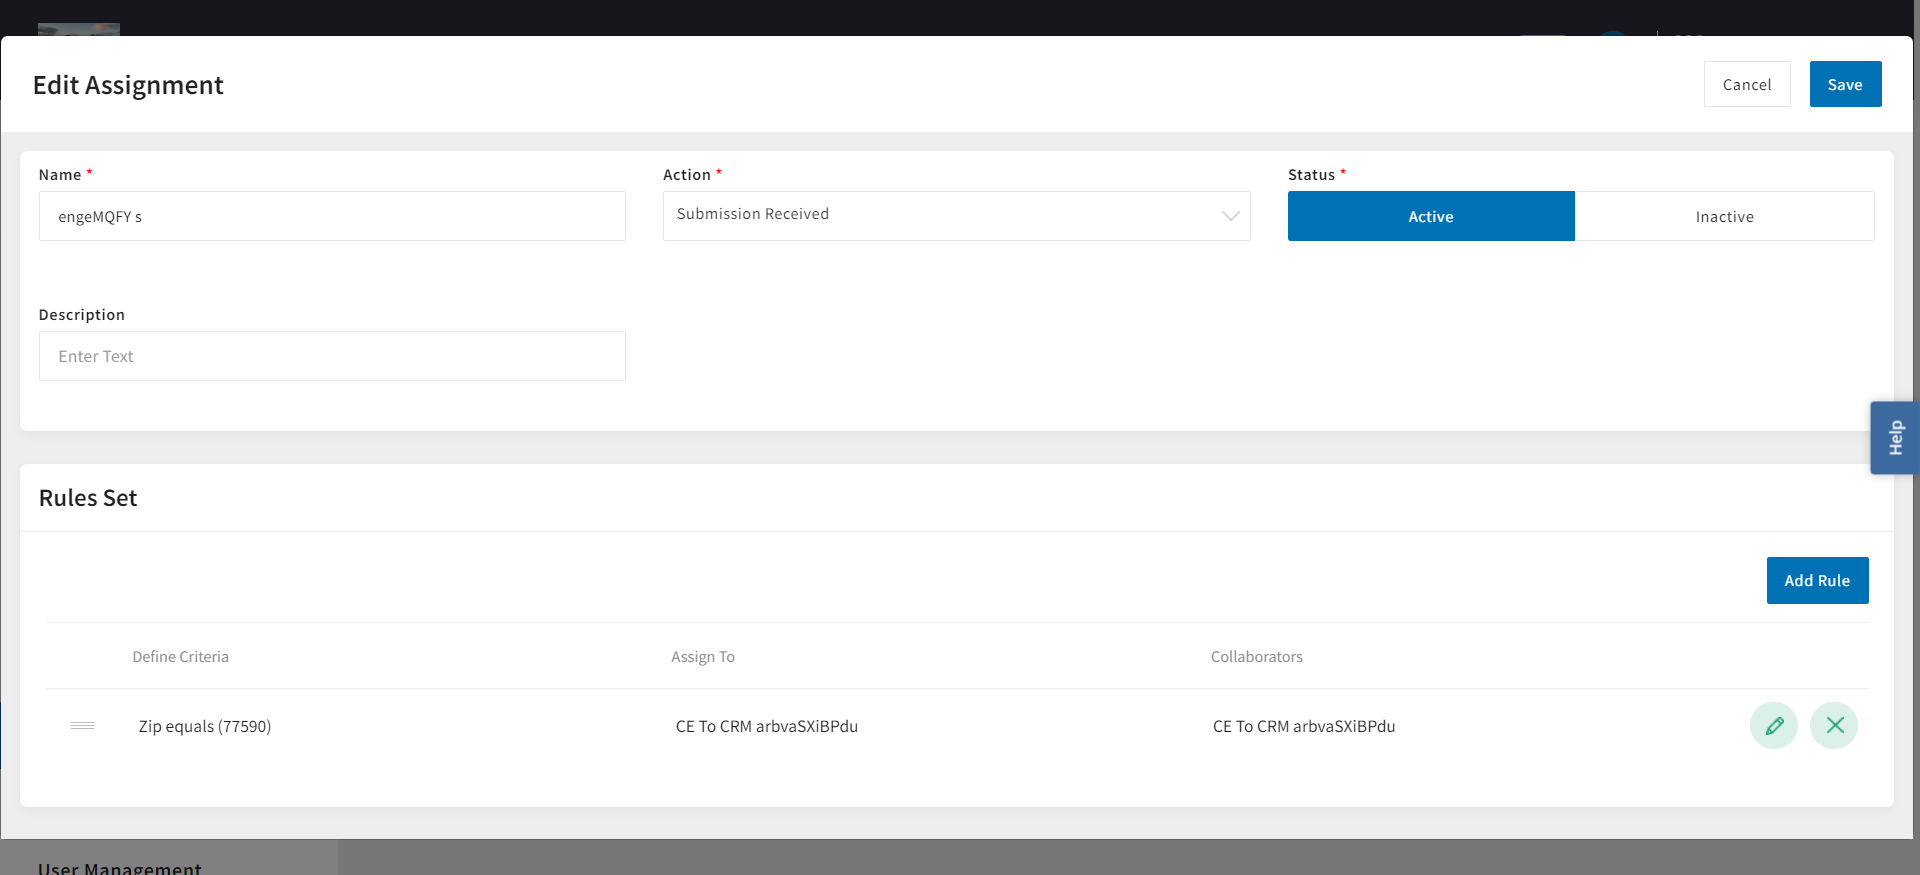 Edit Assignment
Cancel
Save
Name *
Action *
Status *
engeMQFY s
Submission Received
Active
Inactive
Description
Enter Text
Help
Rules Set
Add Rule
Define Criteria
Assign To
Collaborators
Zip equals (77590)
CE To CRM arbvaSXiBPdu
CE To CRM arbvaSXiBPdu
User Management